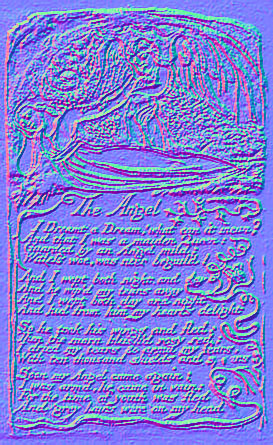 The Angel
I Dreamt a Dream! what can it mean?
And that I was a maiden Queen:
Guarded by an Angel mild:
Witless woe, was neer beguil'd!
And I wept both night and day
And he wip'd my tears away
And I wept both day and night
And hid from him my hearts delight
So he took his wings and fled:
Then the morn blush'd rosy red:
I dried my tears & armd my fears,
With ten thousand shields and spears.
Soon my Angel came again:
I was arm'd, he came in vain:
For the time of youth was fled
And grey hairs were on my head